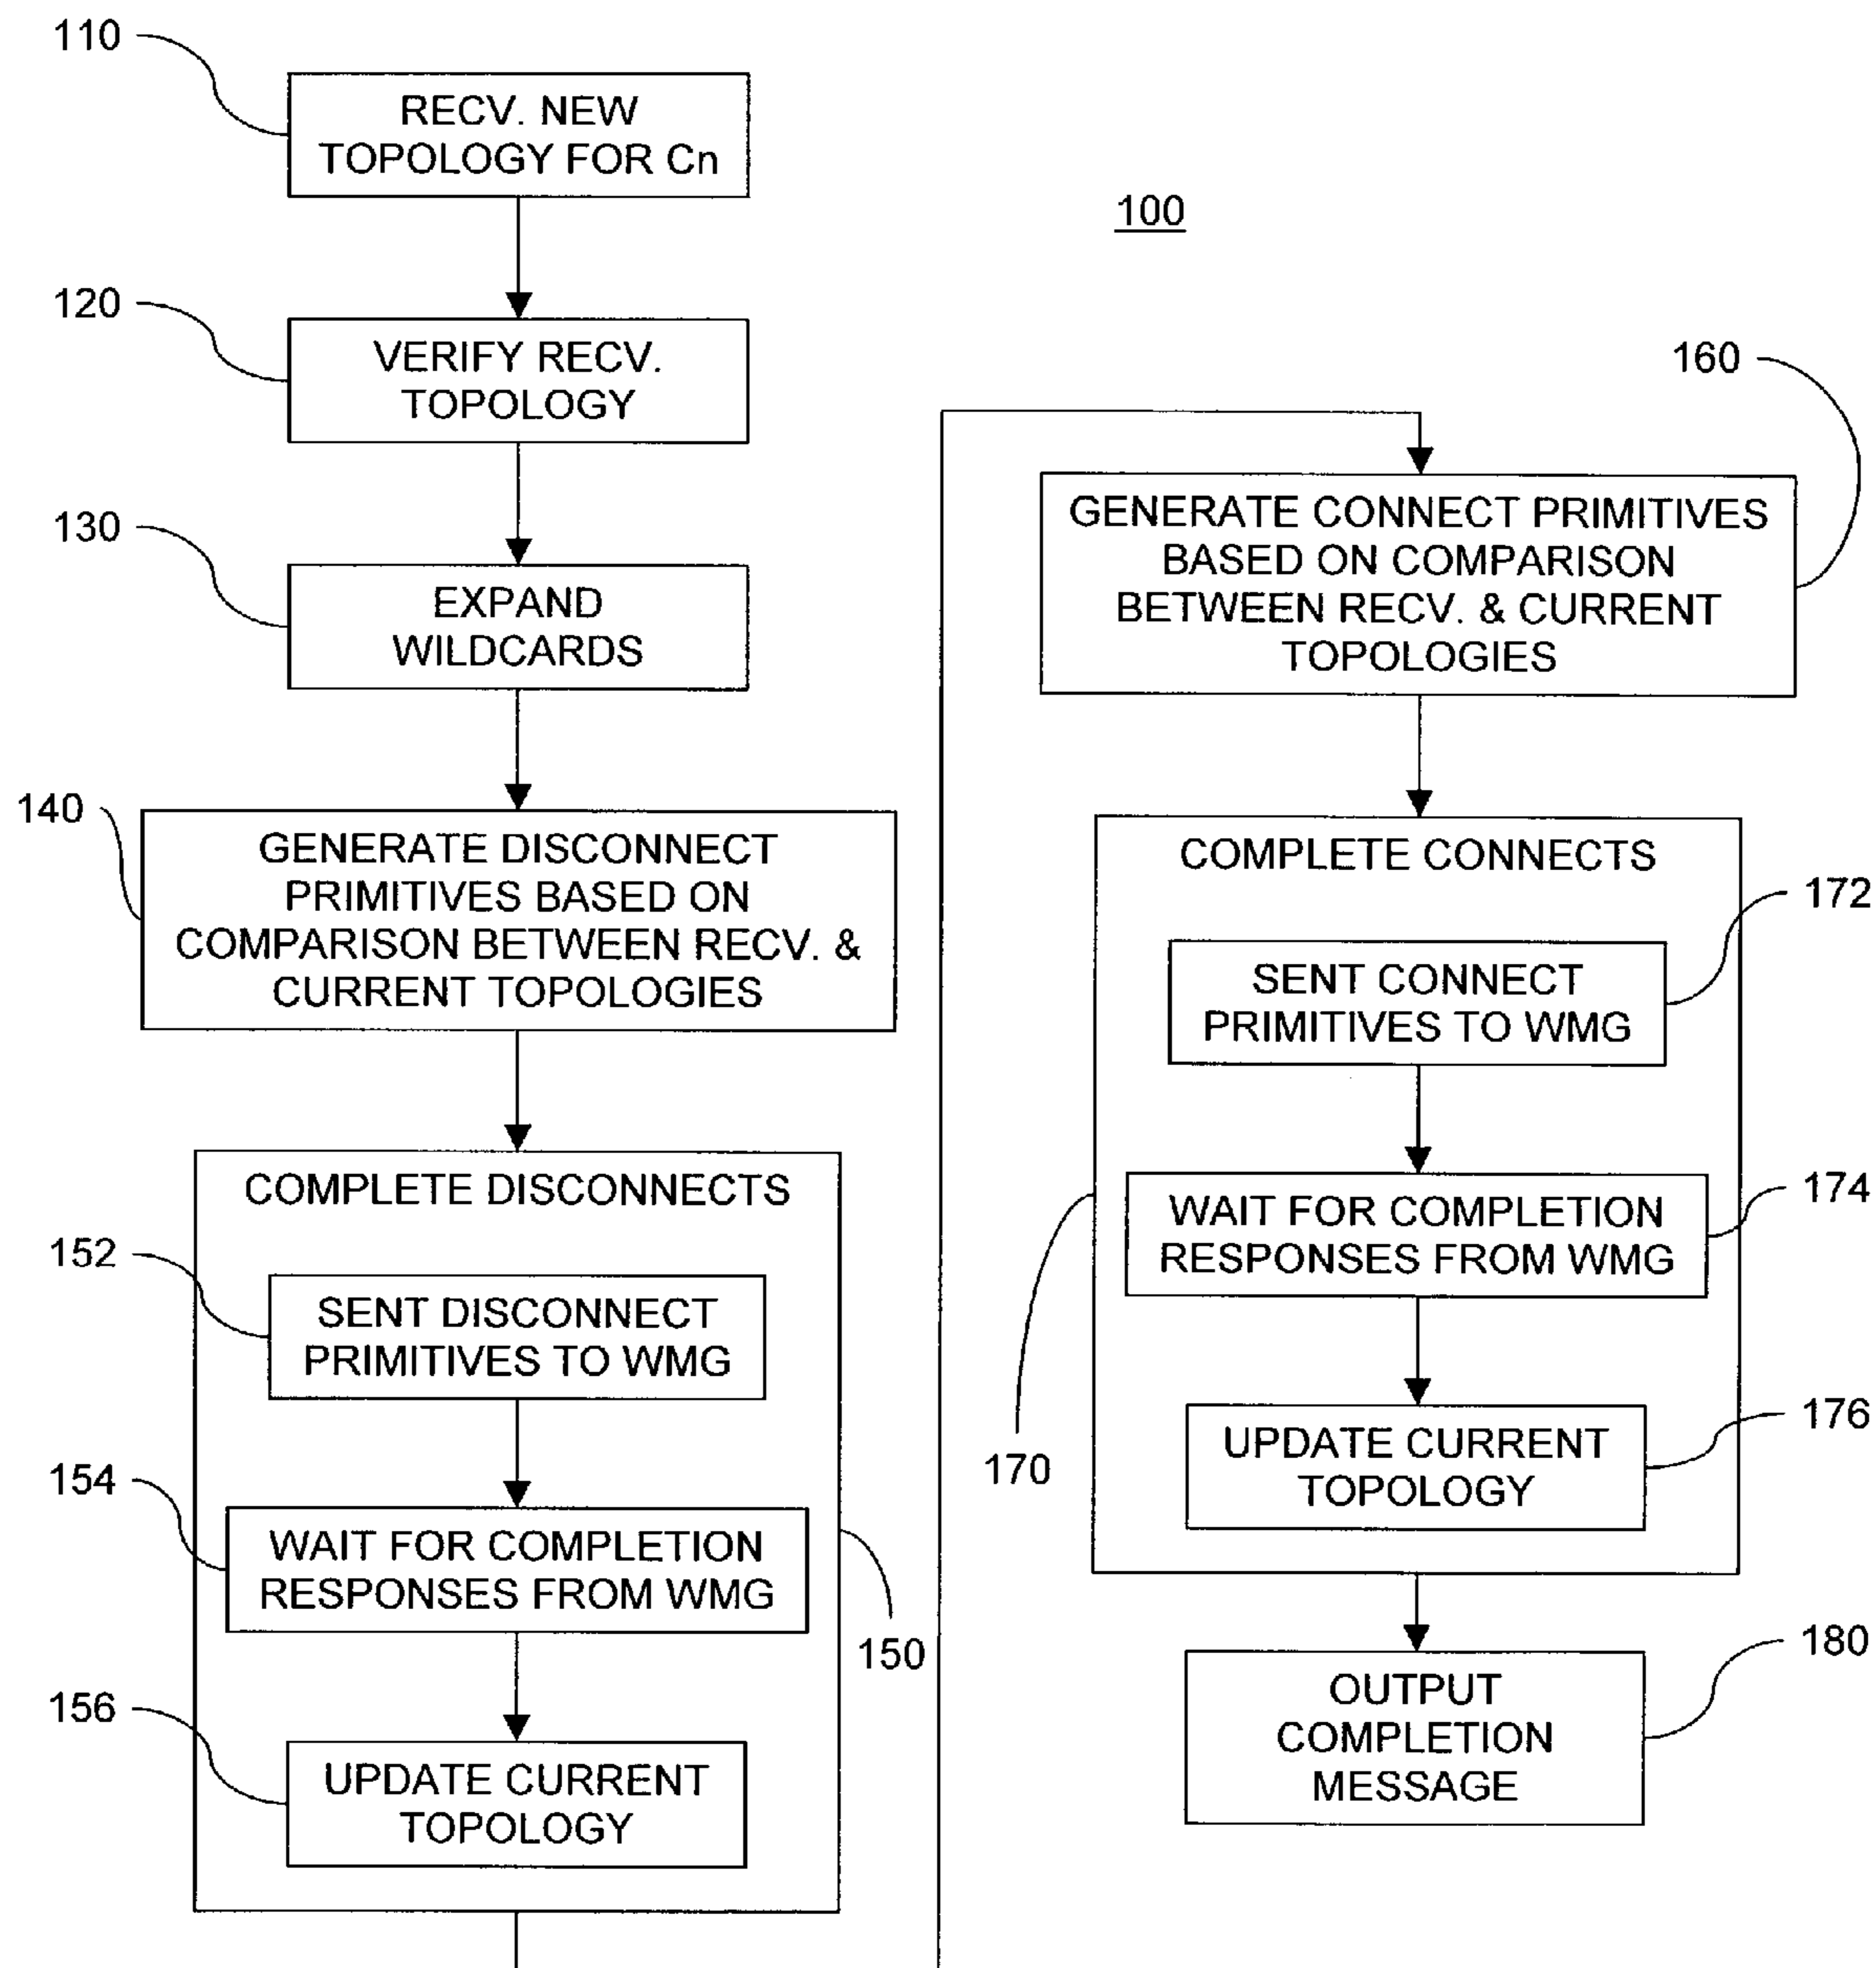 110
RECV. NEW
TOPOLOGY FOR Cn
100
120
VERIFY RECV.
TOPOLOGY
130
EXPAND
WILDCARDS
140
GENERATE DISCONNECT
PRIMITIVES BASED ON
COMPARISON BETWEEN RECV. &
CURRENT TOPOLOGIES
COMPLETE DISCONNECTS
152
SENT DISCONNECT
PRIMITIVES TO WMG
154
WAIT FOR COMPLETION
RESPONSES FROM WMG
150
156
UPDATE CURRENT
TOPOLOGY
160
GENERATE CONNECT PRIMITIVES
BASED ON COMPARISON
BETWEEN RECV. & CURRENT
TOPOLOGIES
COMPLETE CONNECTS
172
SENT CONNECT
PRIMITIVES TO WMG
174
WAIT FOR COMPLETION
RESPONSES FROM WMG
170
176
UPDATE CURRENT
TOPOLOGY
180
OUTPUT
COMPLETION
MESSAGE